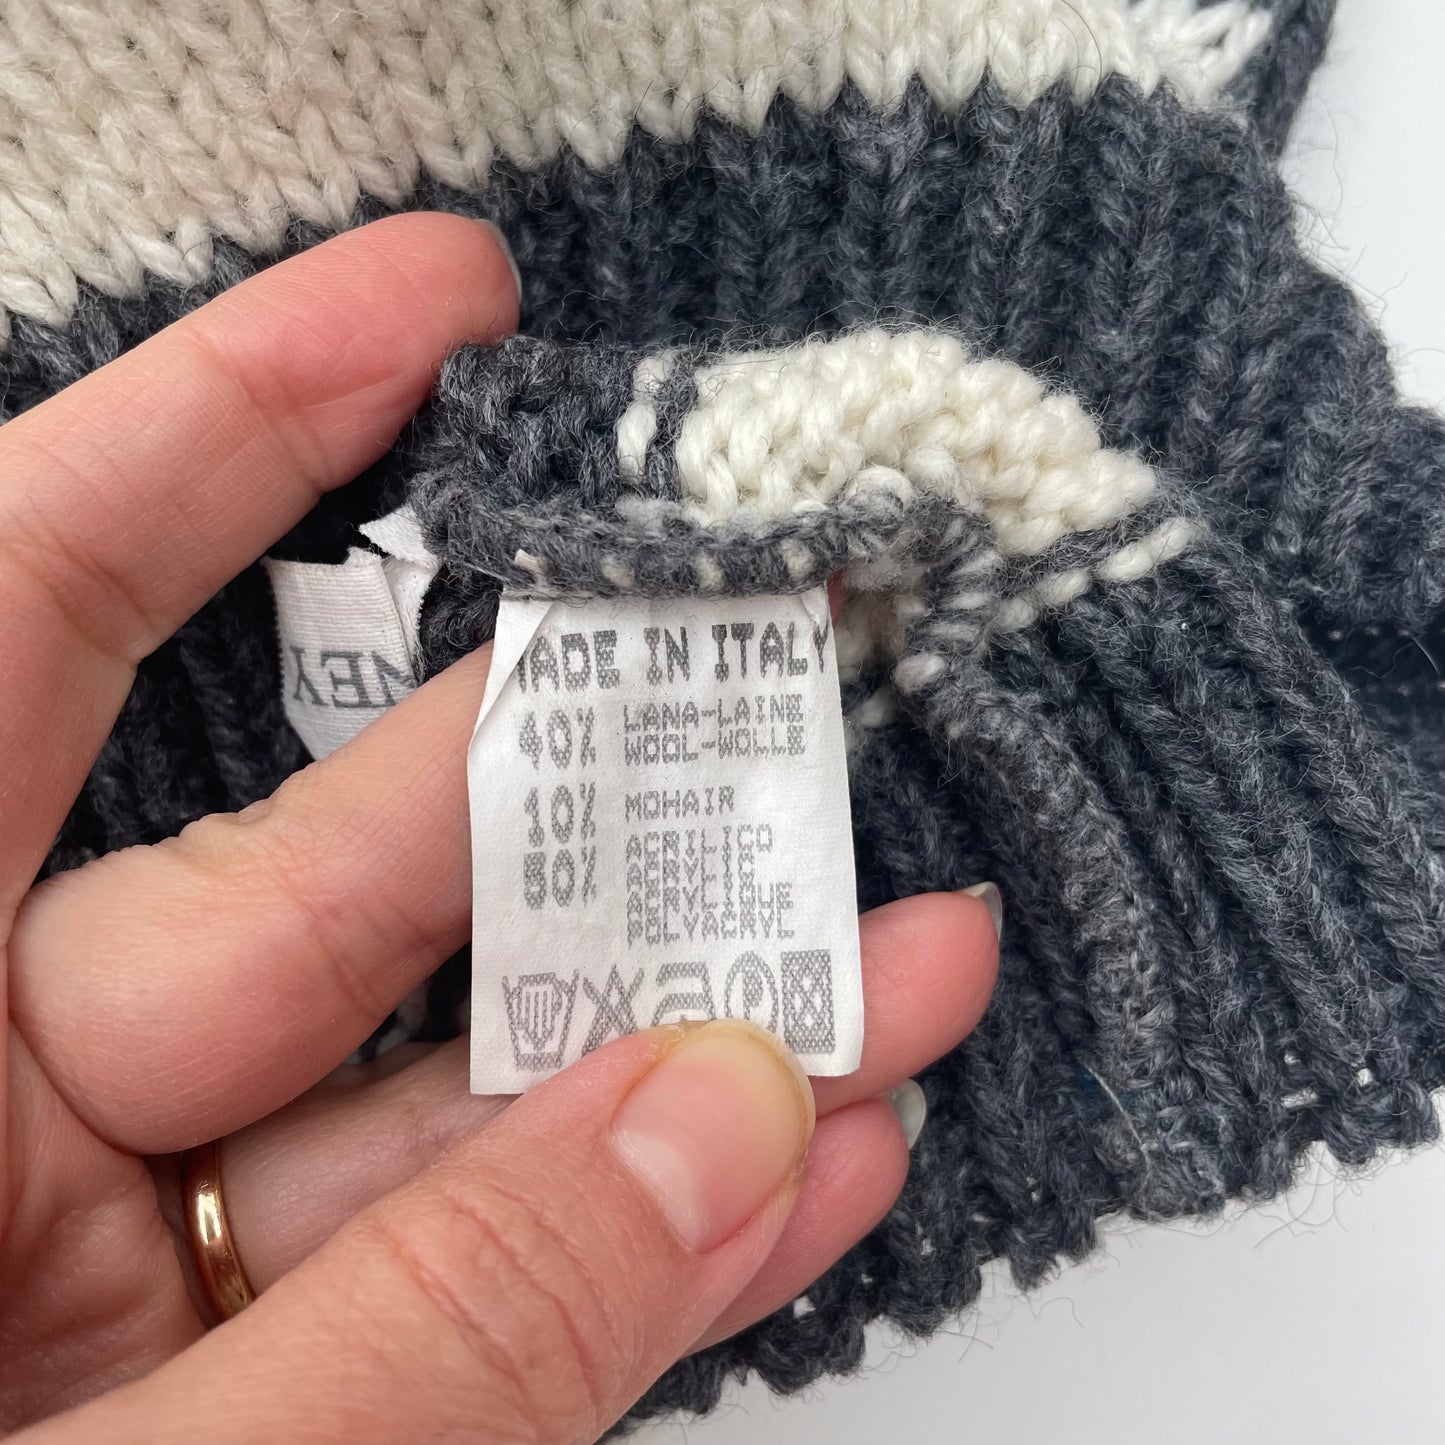 MADE IN ITALY
40% LANA-LAINE
WOOL-WOLLE
10% MOHAIR
50% ACRILICO
ACRYLIC
ACRYLIQUE
POLYACRYL
NEY